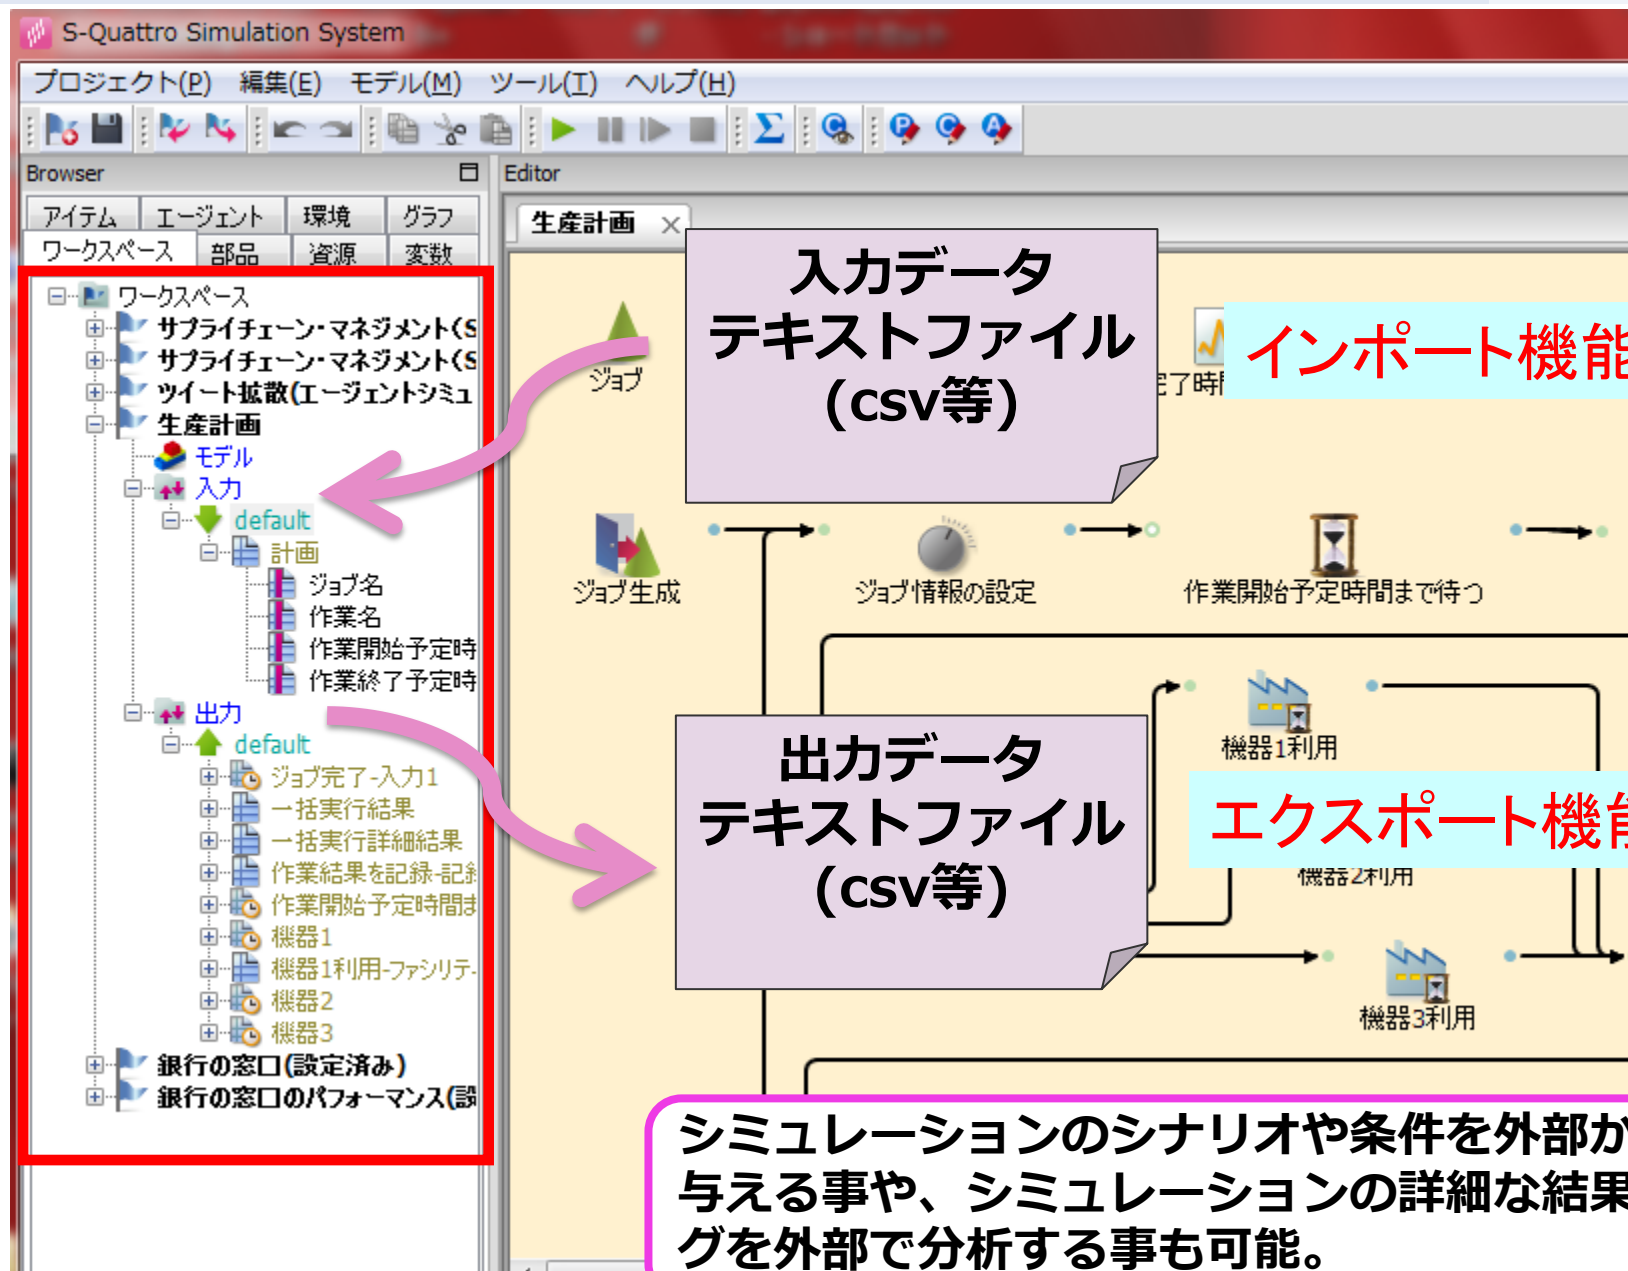 S-Quattro Simulation System
プロジェクト(P) 編集(E) モデル(M) ツール(T) ヘルプ(H)
Browser
Editor
アイテム エージェント 環境 グラフ
ワークスペース 部品 資源 変数
生産計画
ワークスペース
サプライチェーン・マネジメント(S
サプライチェーン・マネジメント(S
ツイート拡散(エージェントシミュ
生産計画
モデル
入力
default
計画
ジョブ名
作業名
作業開始予定時
作業終了予定時
出力
default
ジョブ完了-入力1
一括実行結果
一括実行詳細結果
作業結果を記録-記
作業開始予定時間ま
機器1
機器1利用-ファシリテ-
機器2
機器3
銀行の窓口(設定済み)
銀行の窓口のパフォーマンス(設
入力データ
テキストファイル
(csv等)
インポート機能
ジョブ
完了時
ジョブ生成
ジョブ情報の設定
作業開始予定時間まで待つ
出力データ
テキストファイル
(csv等)
機器1利用
エクスポート機能
機器2利用
機器3利用
シミュレーションのシナリオや条件を外部か
与える事や、シミュレーションの詳細な結果
グを外部で分析する事も可能。